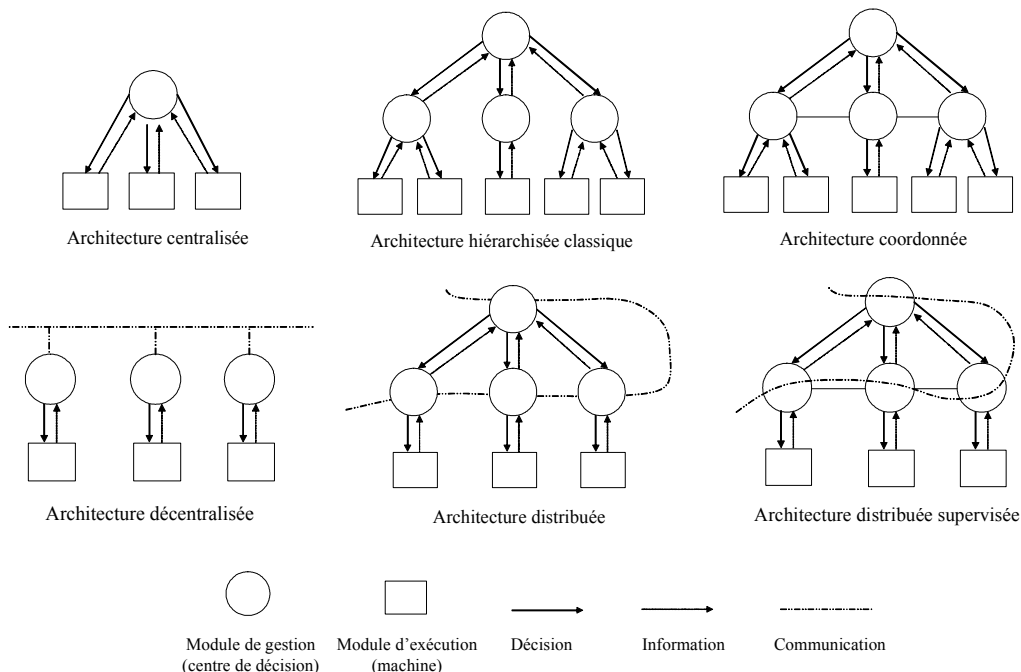 Architecture centralisée
Architecture hiérarchisée classique
Architecture coordonnée
Architecture décentralisée
Architecture distribuée
Architecture distribuée supervisée
Module de gestion
(centre de décision)
Module d'exécution
(machine)
Décision
Information
Communication